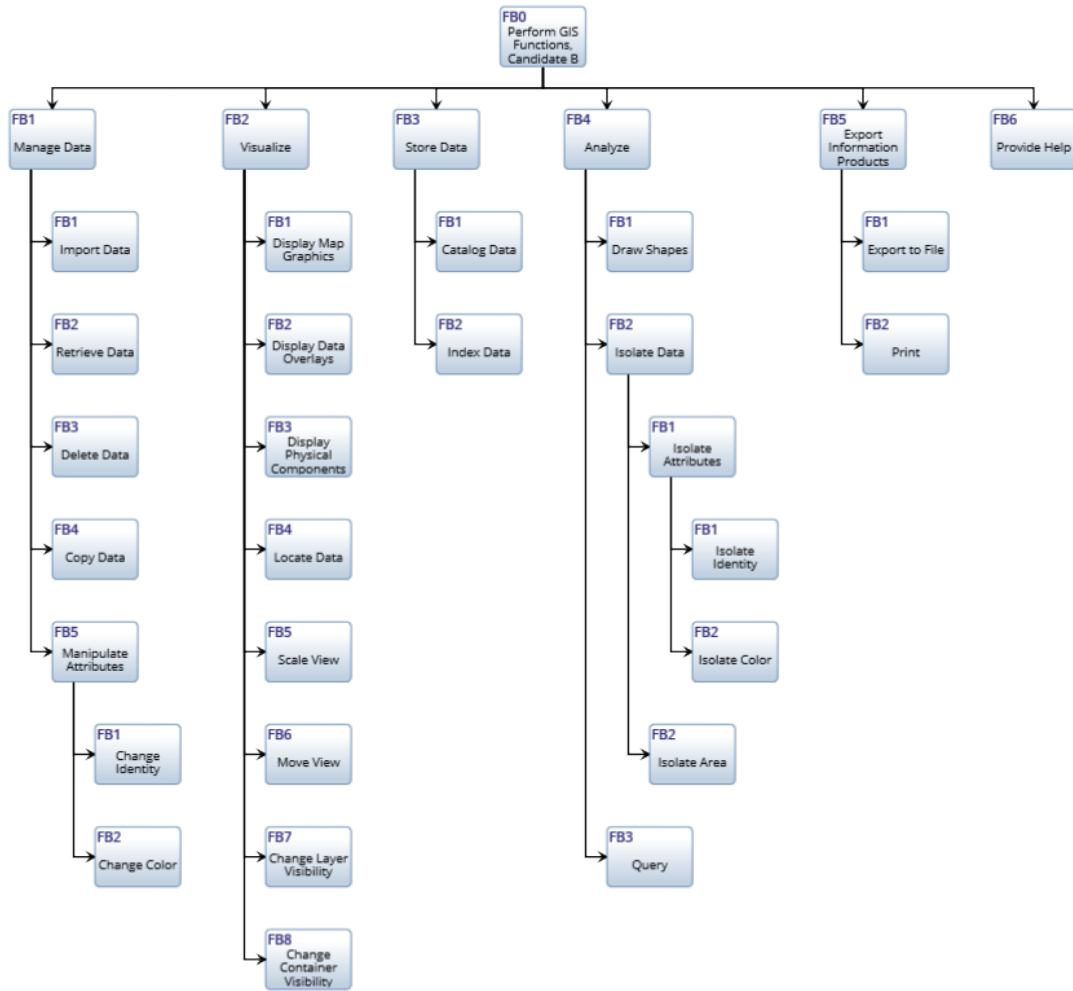 FB0
Perform GIS
Functions,
Candidate B
FB1
Manage Data
FB2
Visualize
FB3
Store Data
FB4
Analyze
FB5
Export
Information
Products
FB6
Provide Help
FB1
Import Data
FB2
Retrieve Data
FB3
Delete Data
FB4
Copy Data
FB5
Manipulate
Attributes
FB1
Change
Identity
FB2
Change Color
FB1
Display Map
Graphics
FB2
Display Data
Overlays
FB3
Display
Physical
Components
FB4
Locate Data
FB5
Scale View
FB6
Move View
FB7
Change Layer
Visibility
FB8
Change
Container
Visibility
FB1
Catalog Data
FB2
Index Data
FB1
Draw Shapes
FB2
Isolate Data
FB1
Isolate
Attributes
FB1
Isolate
Identity
FB2
Isolate Color
FB2
Isolate Area
FB3
Query
FB1
Export to File
FB2
Print